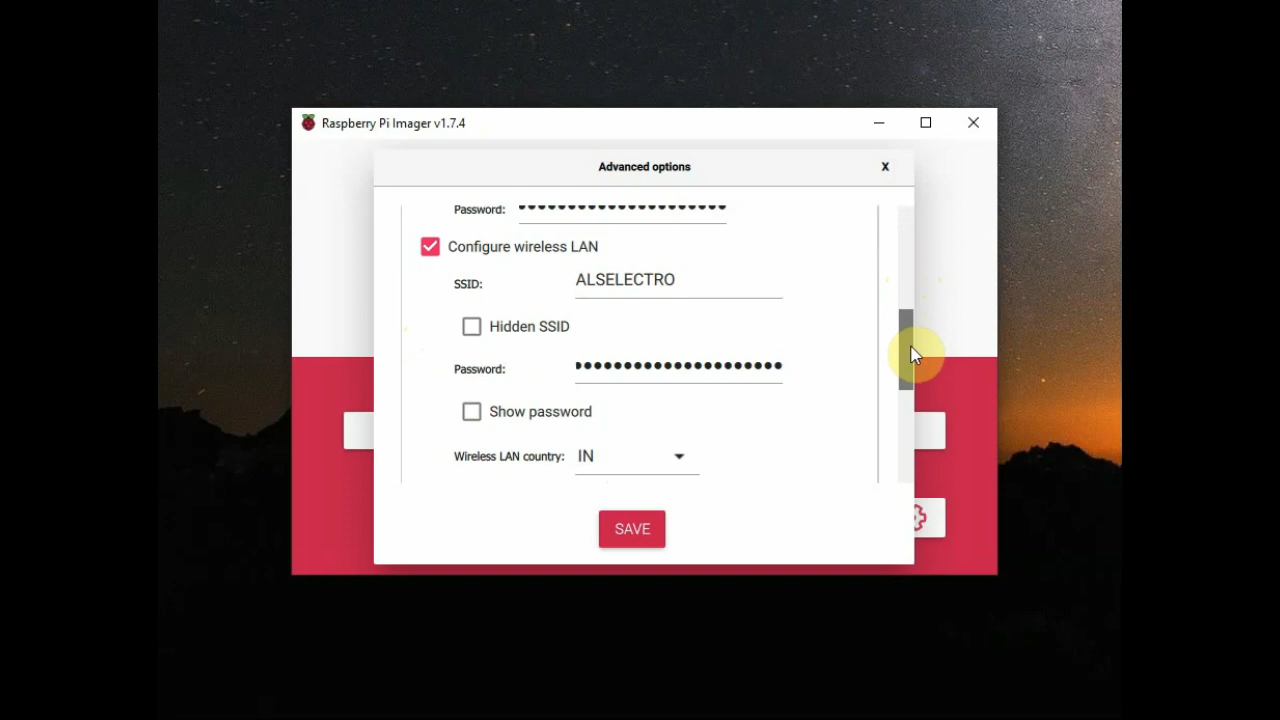 Raspberry Pi Imager v1.7.4
Advanced options
X
Password: ●●●●●●●●●●●●●●●●●●●●●
Configure wireless LAN
SSID: ALSELECTRO
Hidden SSID
Password: ●●●●●●●●●●●●●●●●●●●●●
Show password
Wireless LAN country: IN
SAVE